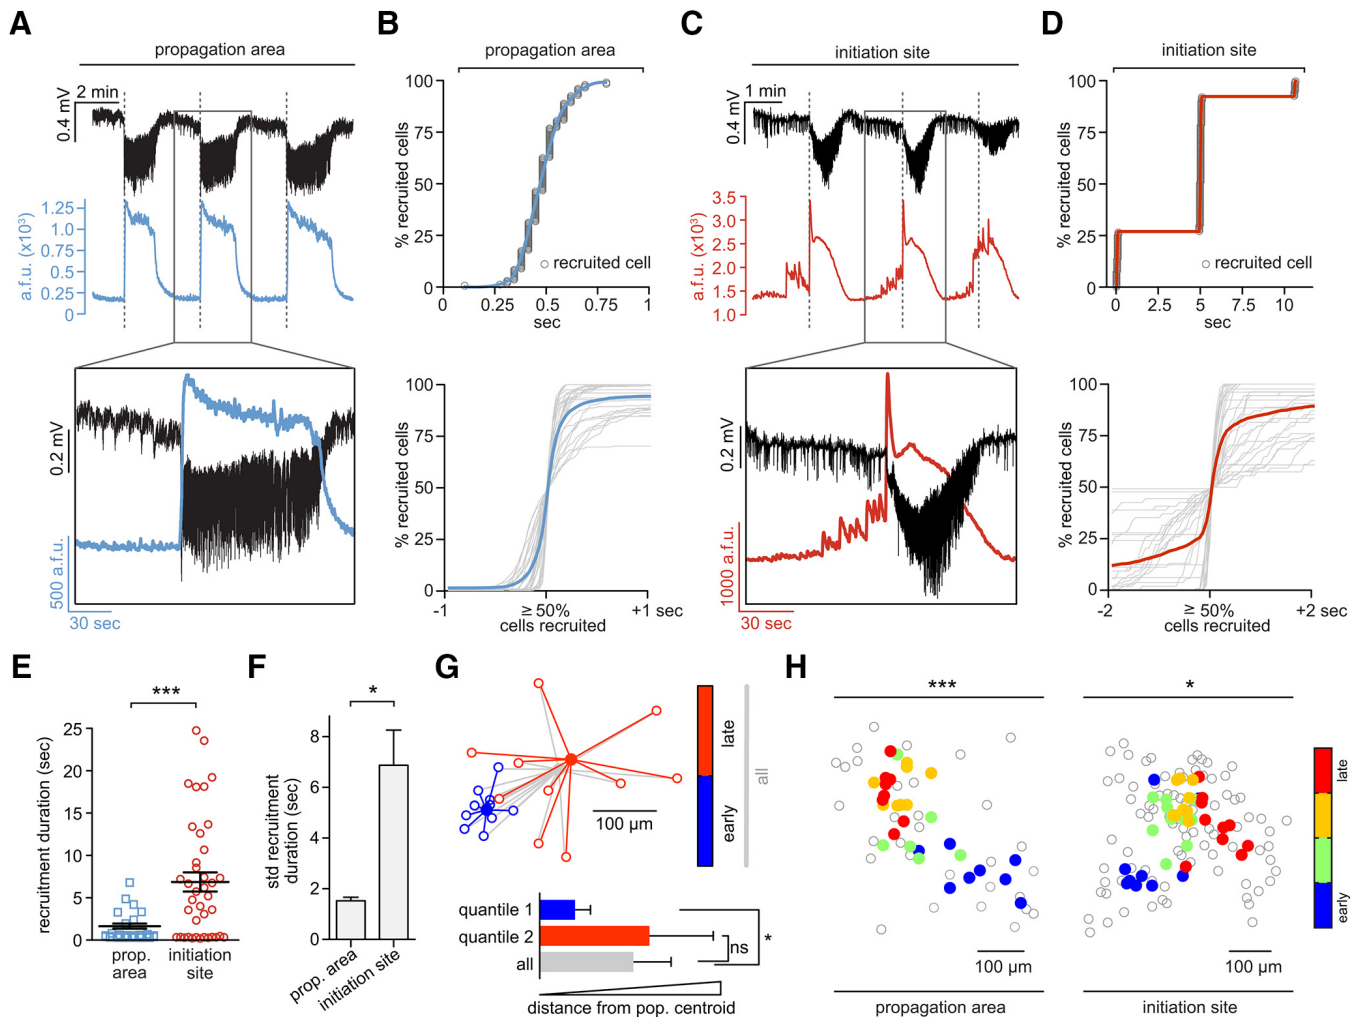 A
propagation area
2 min
0.4 mV
a.f.u. (x10³)
1.25
1.0
0.75
0.5
0.25
0
0.2 mV
500 a.f.u.
30 sec
B
propagation area
% recruited cells
100
75
50
25
0
recruited cell
0
0.25
0.5
0.75
1
sec
% recruited cells
100
75
50
25
0
-1
≥ 50%
+1 sec
cells recruited
C
initiation site
1 min
0.4 mV
a.f.u. (x10³)
3.5
3.0
2.5
2.0
1.5
1.0
0.2 mV
1000 a.f.u.
30 sec
D
initiation site
% recruited cells
100
75
50
25
0
recruited cell
0
2.5
5
7.5
10
sec
% recruited cells
100
75
50
25
0
-2
≥ 50%
+2 sec
cells recruited
E
***
recruitment duration (sec)
25
20
15
10
5
0
prop.
area
initiation
site
F
*
std recruitment
duration (sec)
8
6
4
2
0
prop. area
initiation site
G
late
early
all
100 µm
quantile 1
quantile 2
all
ns
*
distance from pop. centroid
H
***
100 µm
propagation area
*
100 µm
initiation site
late
early